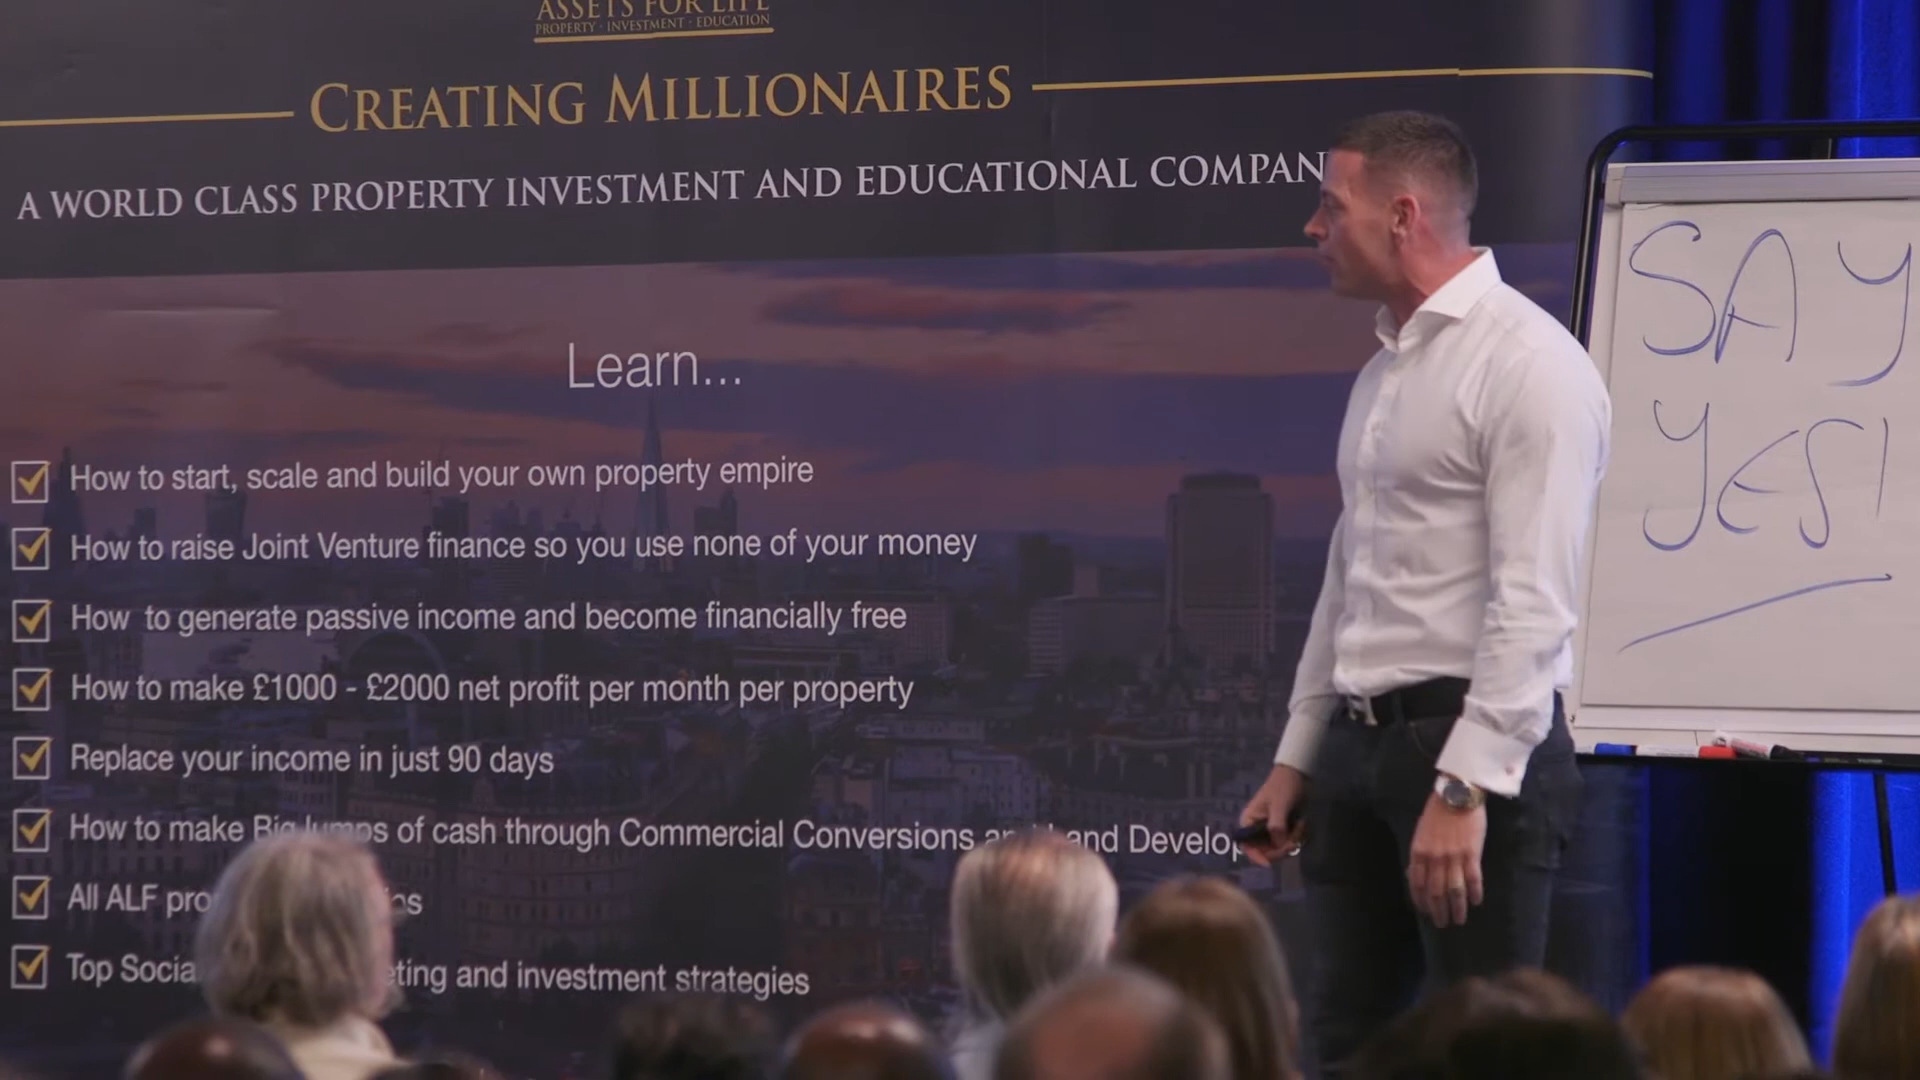 ASSETS FOR LIFE
PROPERTY · INVESTMENT · EDUCATION
CREATING MILLIONAIRES
A WORLD CLASS PROPERTY INVESTMENT AND EDUCATIONAL COMPAN
Learn...
How to start, scale and build your own property empire
How to raise Joint Venture finance so you use none of your money
How to generate passive income and become financially free
How to make £1000 - £2000 net profit per month per property
Replace your income in just 90 days
How to make Big lumps of cash through Commercial Conversions and Develop
All ALF pro
Top Socia and investment strategies
SAY
YES!